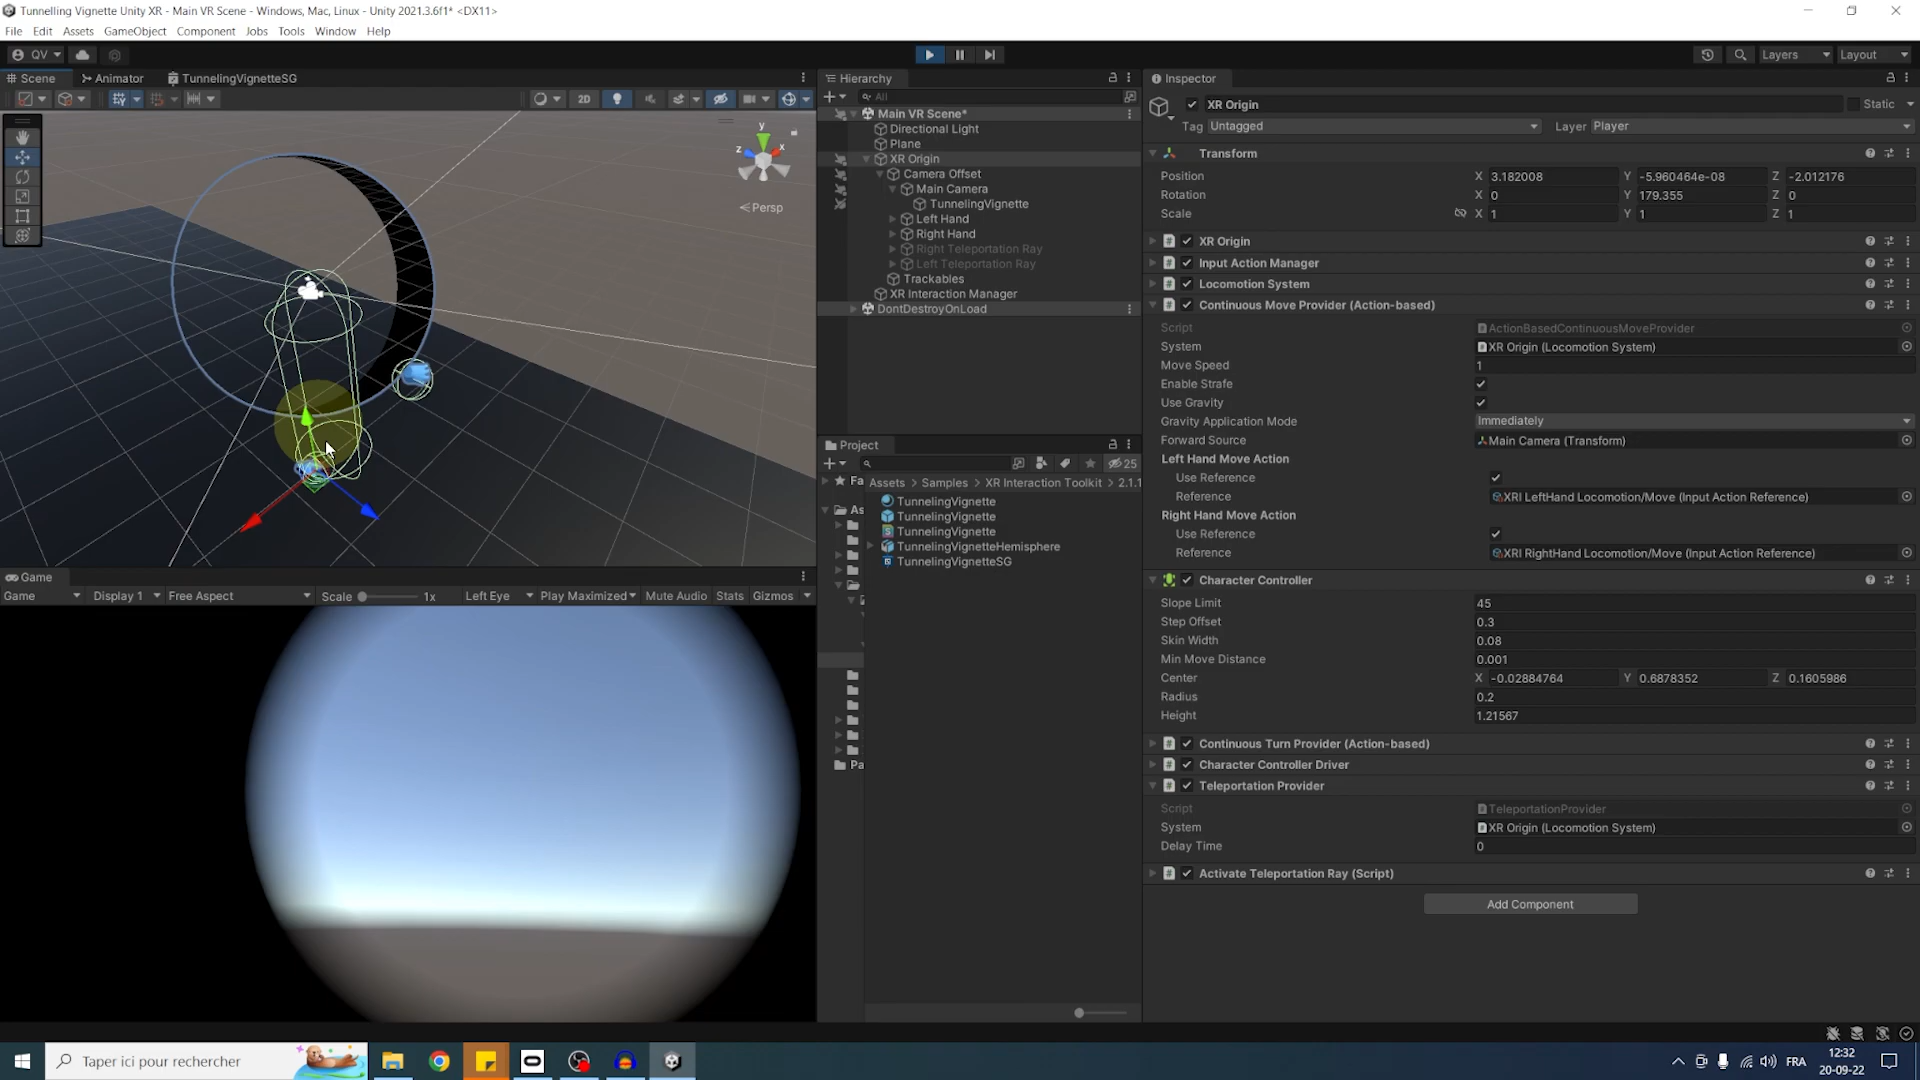 Tunnelling Vignette Unity XR - Main VR Scene - Windows, Mac, Linux - Unity 2021.3.6f1* <DX11>
File Edit Assets GameObject Component Jobs Tools Window Help
QV
Layers
Layout
Scene
Animator
TunnelingVignetteSG
2D
y
z
x
Persp
Hierarchy
All
Main VR Scene*
Directional Light
Plane
XR Origin
Camera Offset
Main Camera
TunnelingVignette
Left Hand
Right Hand
Right Teleportation Ray
Left Teleportation Ray
Trackables
XR Interaction Manager
DontDestroyOnLoad
Project
25
Fa
As
Pa
Assets > Samples > XR Interaction Toolkit > 2.1.1
TunnelingVignette
TunnelingVignette
TunnelingVignette
TunnelingVignetteHemisphere
TunnelingVignetteSG
Game
Game Display 1 Free Aspect Scale 1x Left Eye Play Maximized Mute Audio Stats Gizmos
Inspector
XR Origin Static
Tag Untagged Layer Player
Transform
Position X 3.182008 Y -5.960464e-08 Z -2.012176
Rotation X 0 Y 179.355 Z 0
Scale X 1 Y 1 Z 1
XR Origin
Input Action Manager
Locomotion System
Continuous Move Provider (Action-based)
Script ActionBasedContinuousMoveProvider
System XR Origin (Locomotion System)
Move Speed 1
Enable Strafe
Use Gravity
Gravity Application Mode Immediately
Forward Source Main Camera (Transform)
Left Hand Move Action
Use Reference
Reference XRI LeftHand Locomotion/Move (Input Action Reference)
Right Hand Move Action
Use Reference
Reference XRI RightHand Locomotion/Move (Input Action Reference)
Character Controller
Slope Limit 45
Step Offset 0.3
Skin Width 0.08
Min Move Distance 0.001
Center X -0.02884764 Y 0.6878352 Z 0.1605986
Radius 0.2
Height 1.21567
Continuous Turn Provider (Action-based)
Character Controller Driver
Teleportation Provider
Script TeleportationProvider
System XR Origin (Locomotion System)
Delay Time 0
Activate Teleportation Ray (Script)
Add Component
Taper ici pour rechercher
FRA
12:32
20-09-22